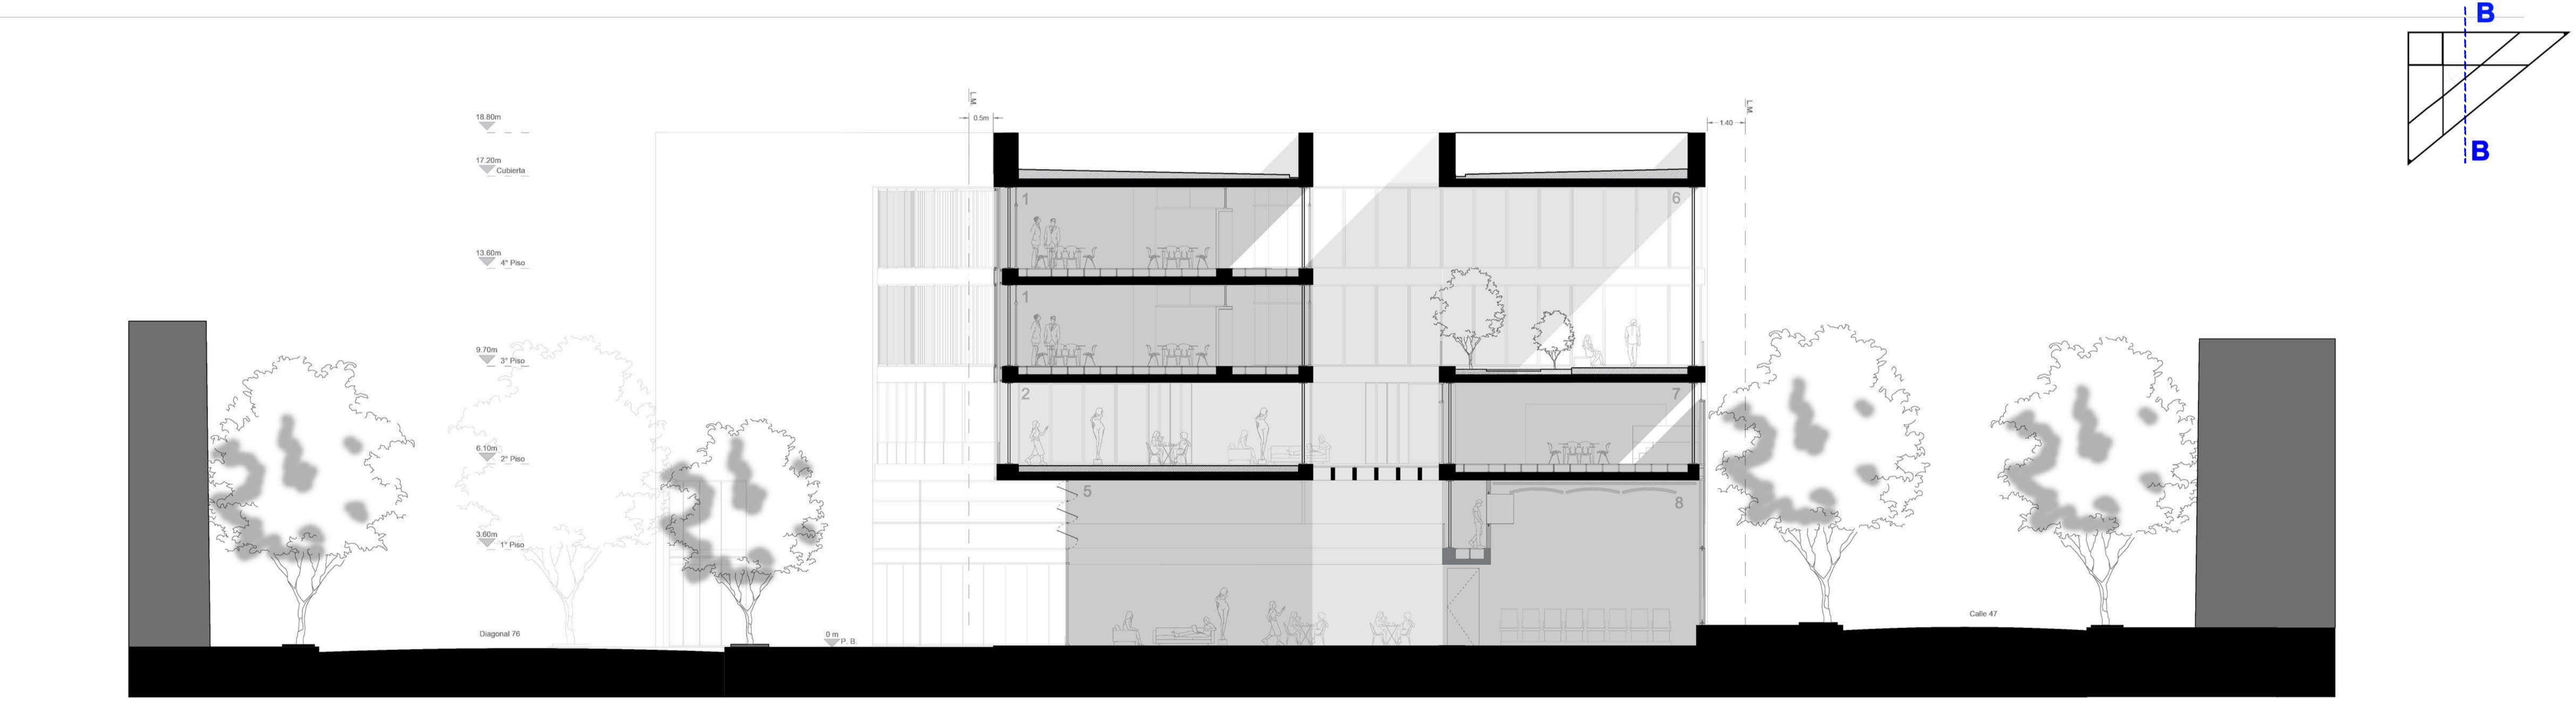 B
B
L.M.
0.5m
L.M.
1.40
18.80m
17.20m
Cubierta
13.60m
4° Piso
9.70m
3° Piso
6.10m
2° Piso
3.60m
1° Piso
0 m
P. B.
1
6
1
2
7
5
8
Diagonal 76
Calle 47